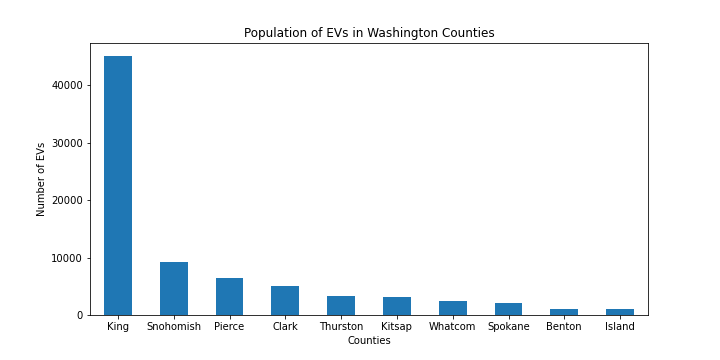 Population of EVs in Washington Counties
Number of EVs
40000
30000
20000
10000
0
King Snohomish Pierce Clark Thurston Kitsap Whatcom Spokane Benton Island
Counties